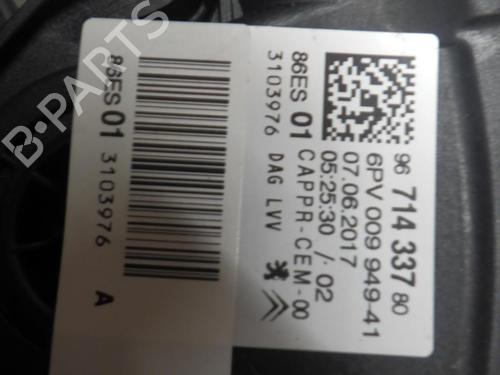 96 714 337 80
6PV 009 949-41
07.06.2017
05:25:30 /- 02
CAPPR-CEM-00
86ES 01
3103976 DAG LVV
86ES 01 3103976 A
B-PARTS